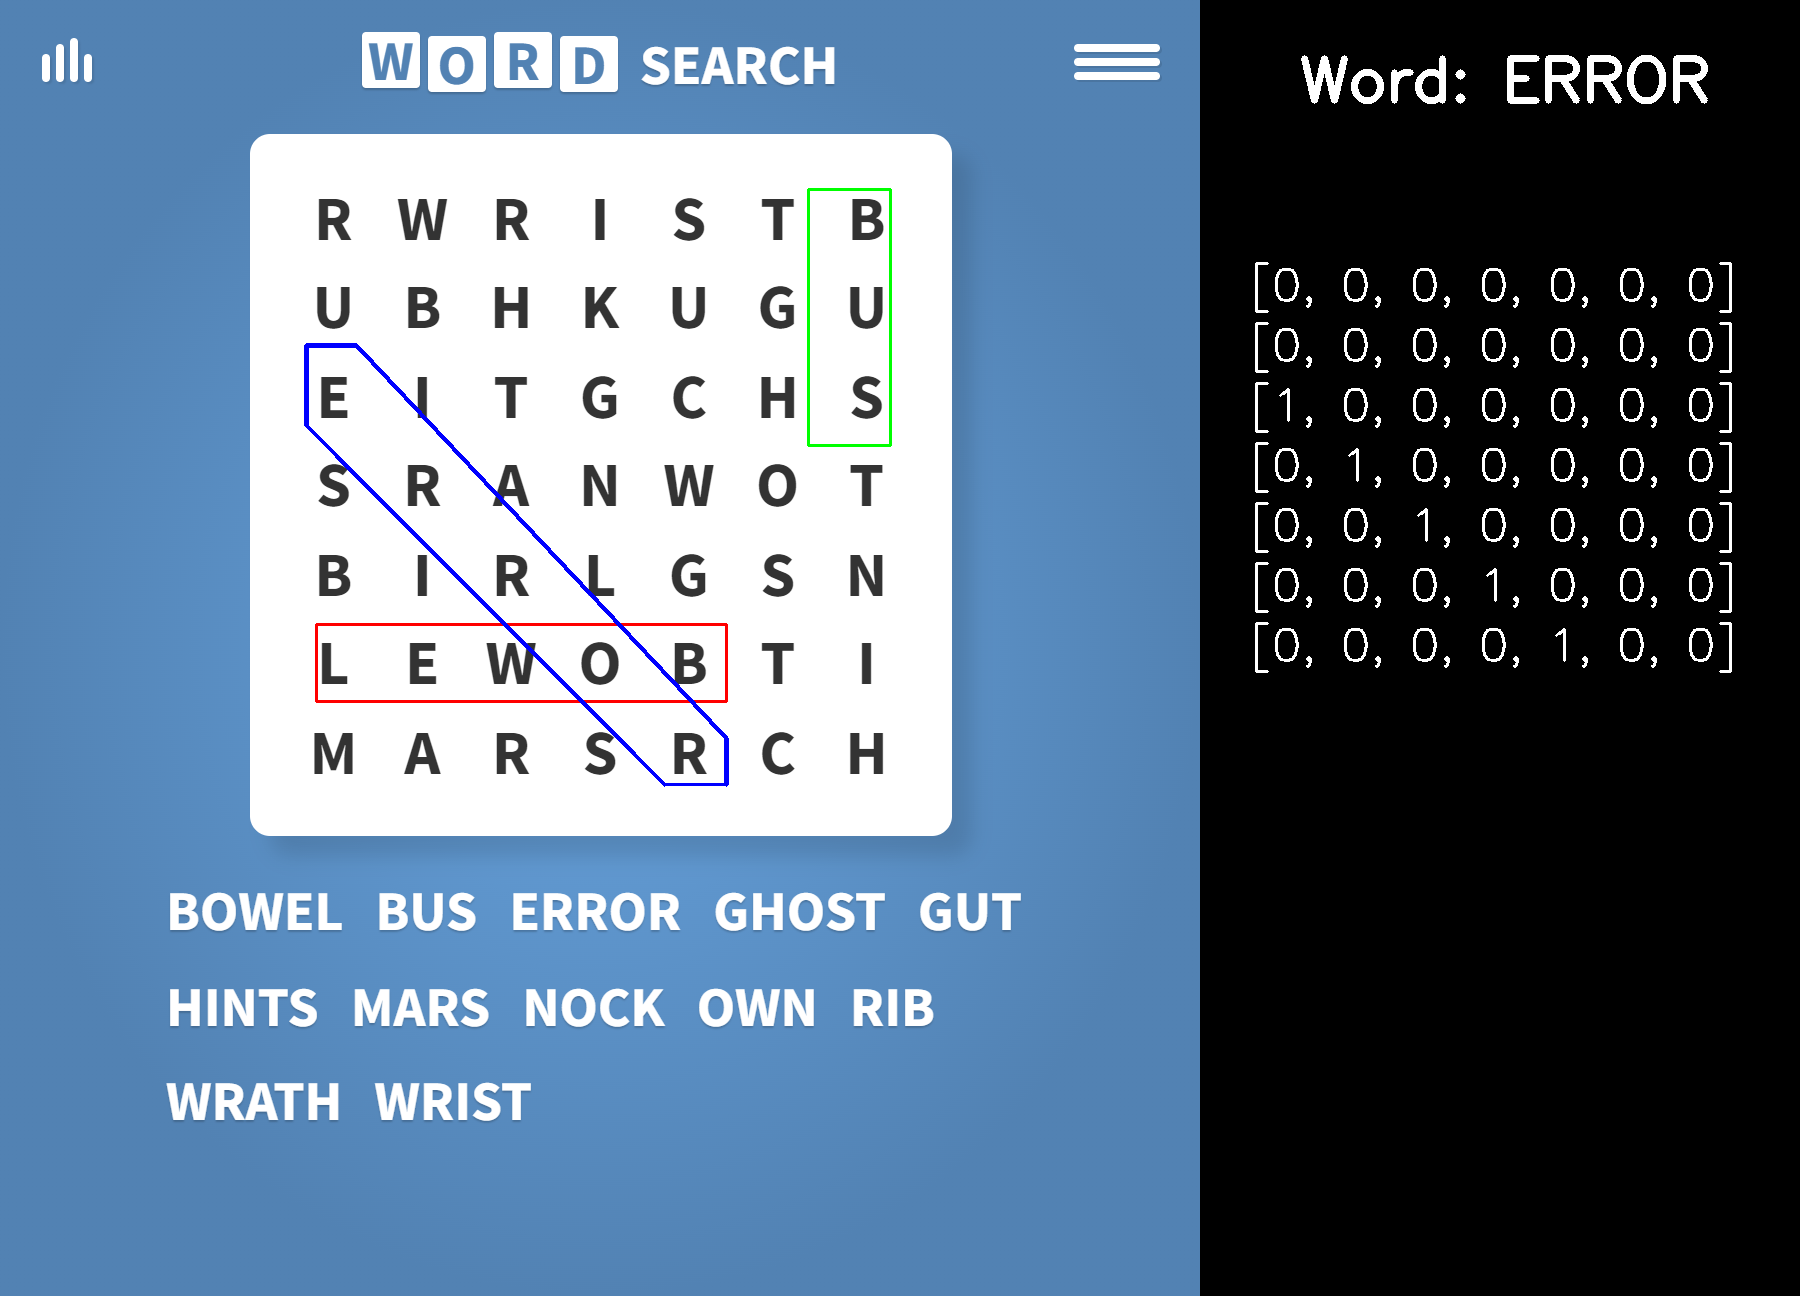 WORD SEARCH
R W R I S T B
U B H K U G U
E I T G C H S
S R A N W O T
B I R L G S N
L E W O B T I
M A R S R C H
BOWEL BUS ERROR GHOST GUT
HINTS MARS NOCK OWN RIB
WRATH WRIST
Word: ERROR
[0, 0, 0, 0, 0, 0, 0]
[0, 0, 0, 0, 0, 0, 0]
[1, 0, 0, 0, 0, 0, 0]
[0, 1, 0, 0, 0, 0, 0]
[0, 0, 1, 0, 0, 0, 0]
[0, 0, 0, 1, 0, 0, 0]
[0, 0, 0, 0, 1, 0, 0]